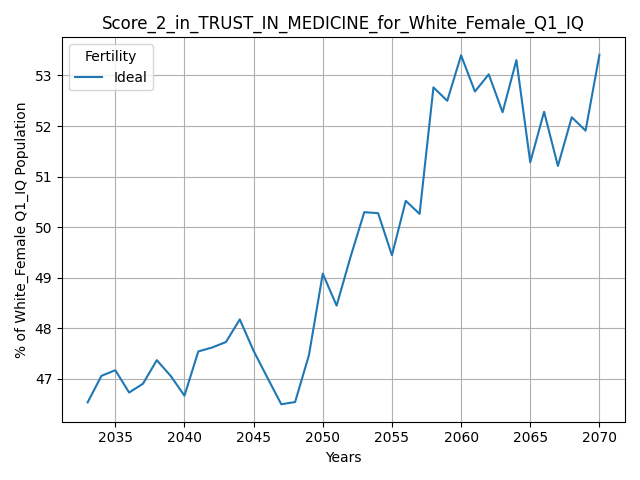 Score_2_in_TRUST_IN_MEDICINE_for_White_Female_Q1_IQ
Fertility
Ideal
% of White_Female Q1_IQ Population
53
52
51
50
49
48
47
2035 2040 2045 2050 2055 2060 2065 2070
Years